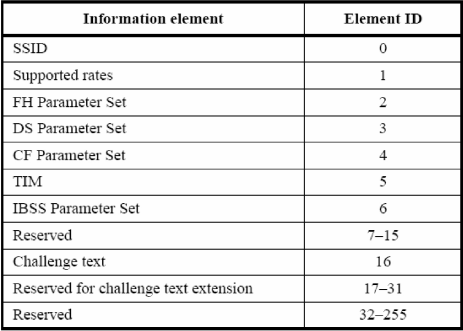 Information element Element ID
SSID 0
Supported rates 1
FH Parameter Set 2
DS Parameter Set 3
CF Parameter Set 4
TIM 5
IBSS Parameter Set 6
Reserved 7–15
Challenge text 16
Reserved for challenge text extension 17–31
Reserved 32–255